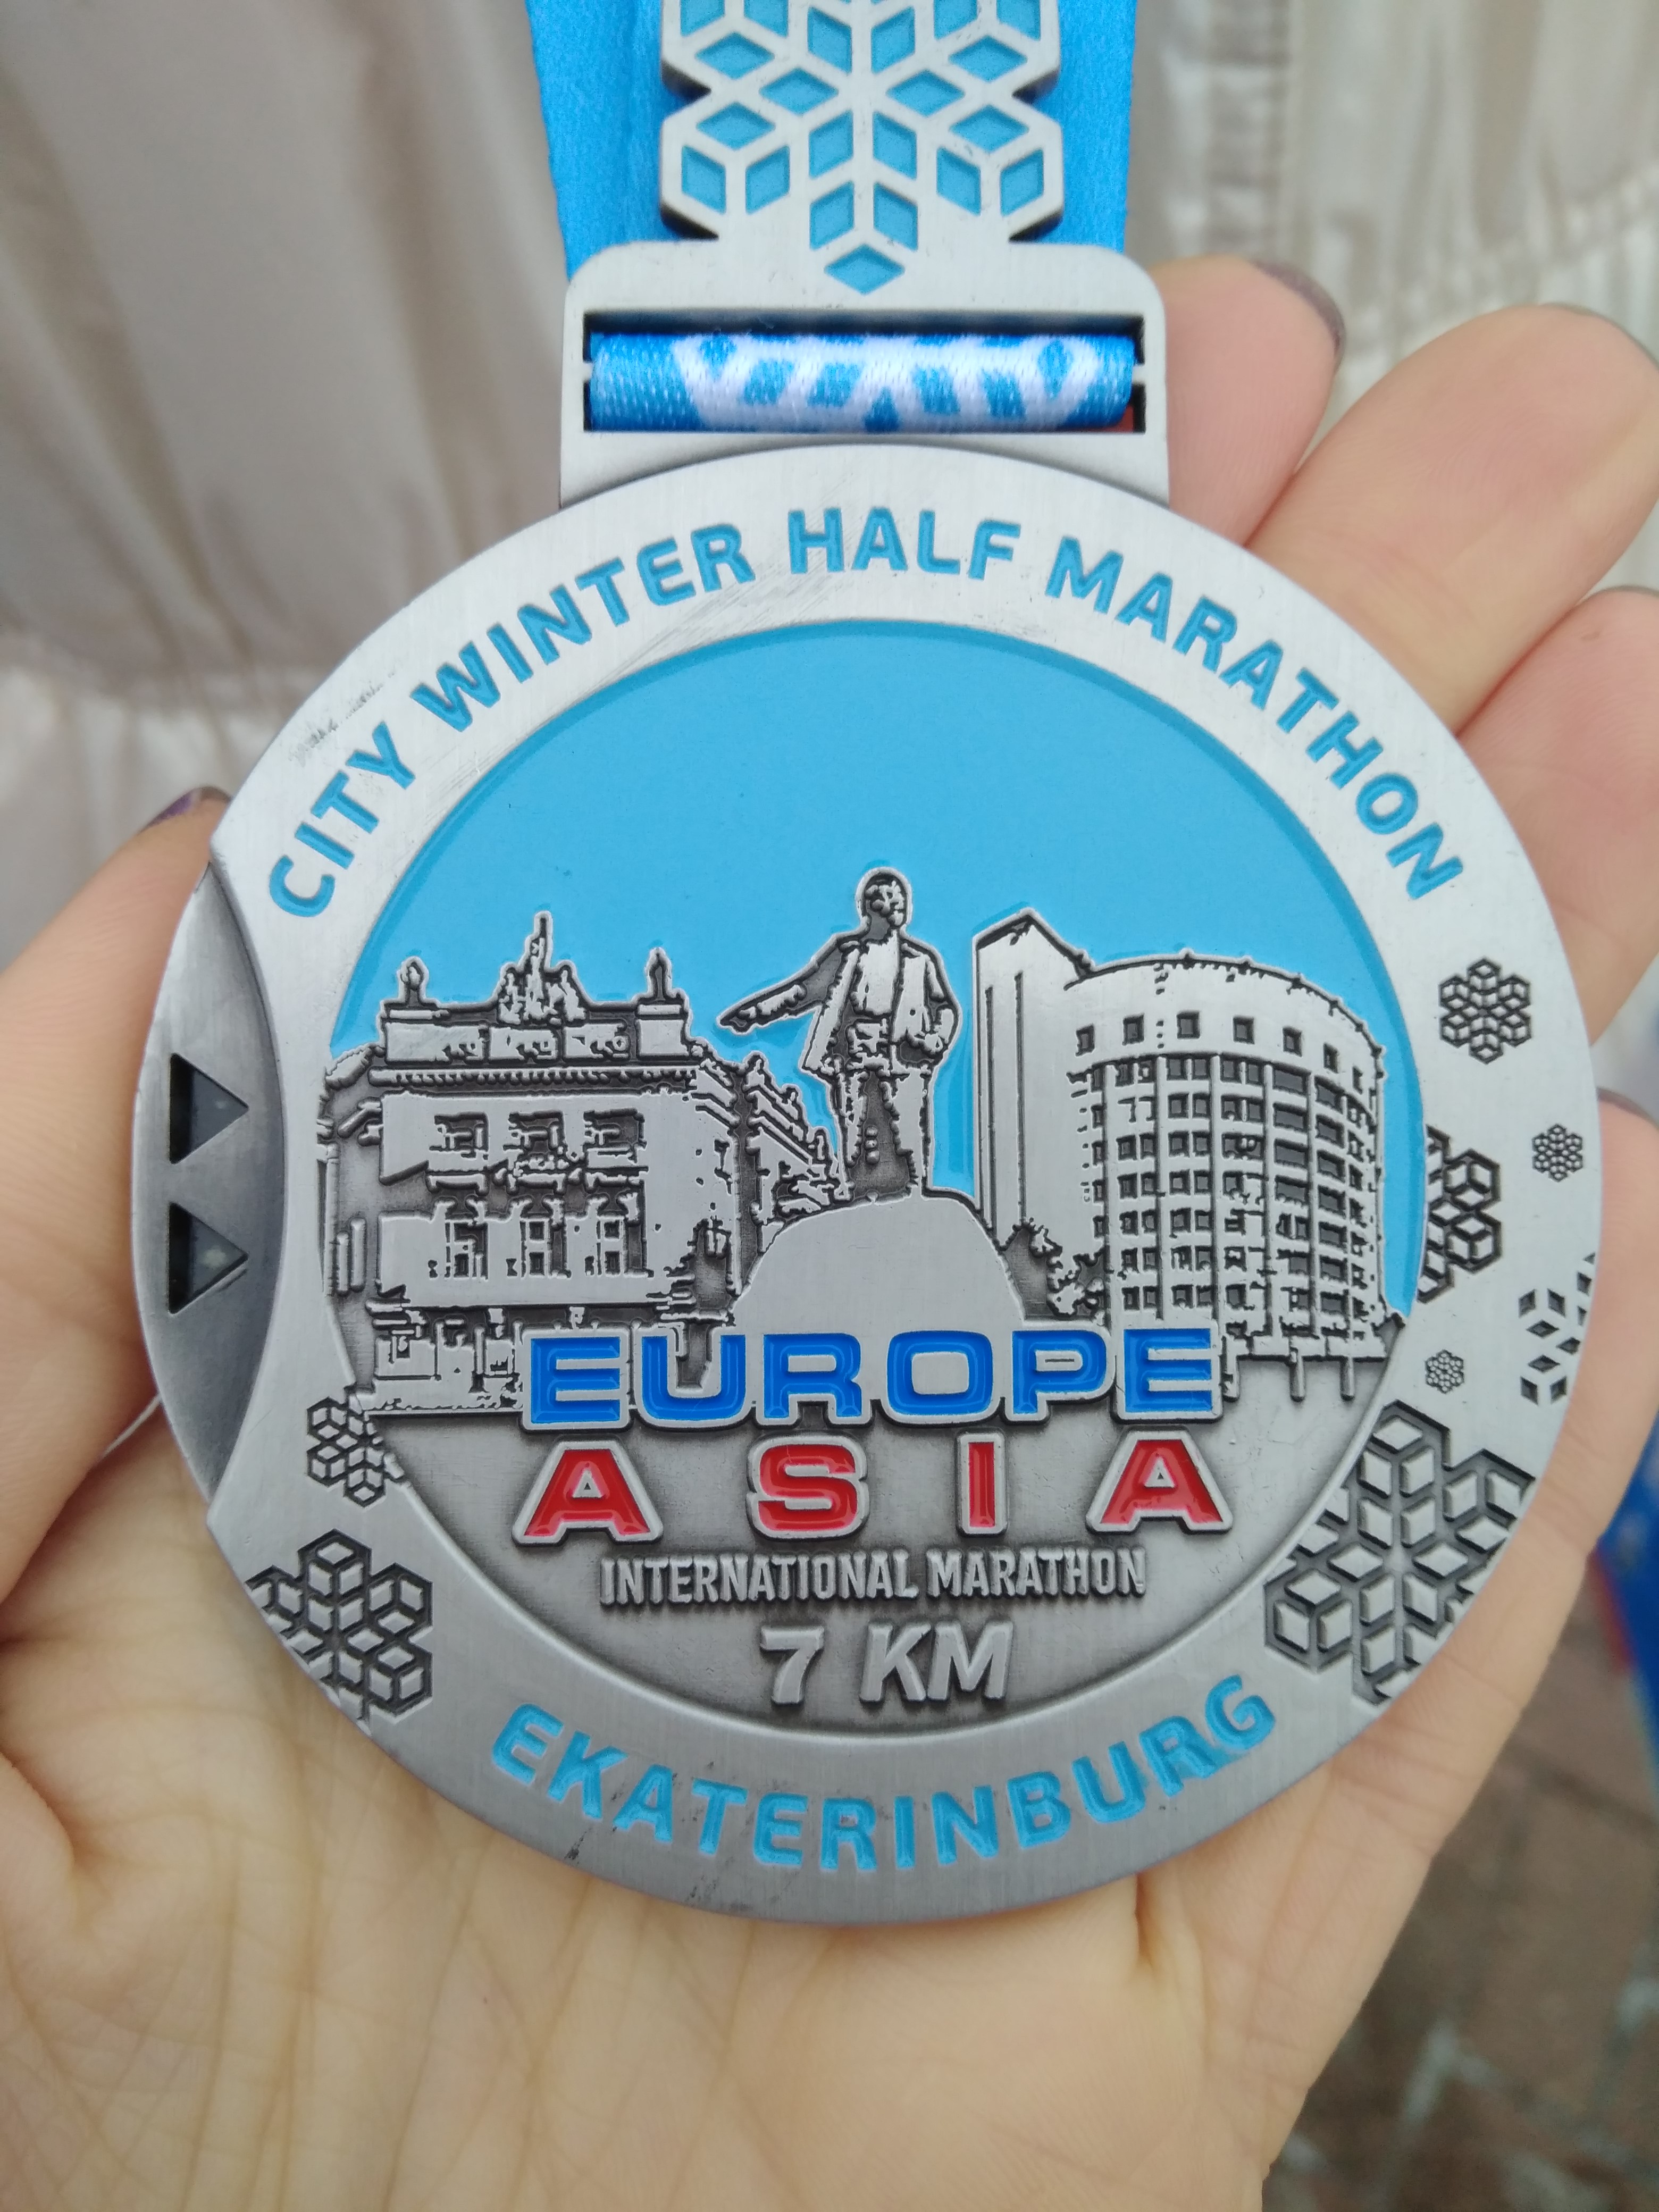 CITY WINTER HALF MARATHON
EUROPE
ASIA
INTERNATIONAL MARATHON
7 KM
EKATERINBURG